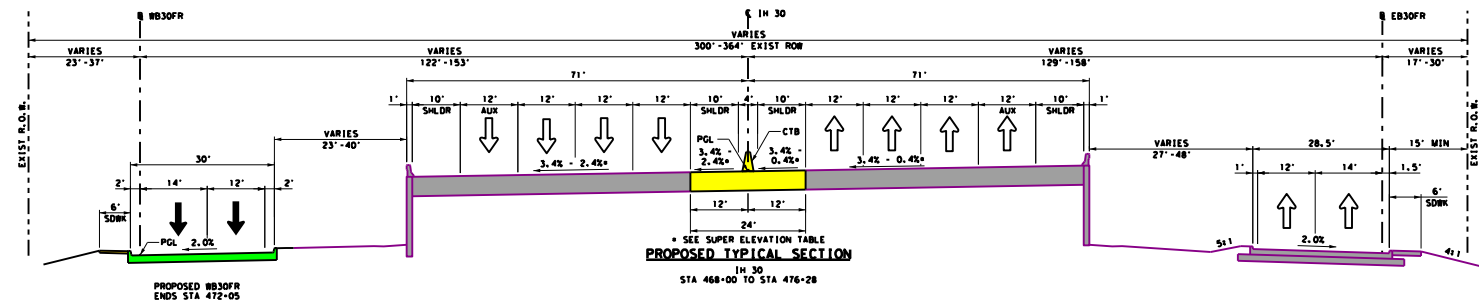 ℞ WB30FR
℄ IH 30
℞ EB30FR
VARIES
300'-364' EXIST ROW
VARIES
23'-37'
VARIES
122'-153'
VARIES
129'-158'
VARIES
17'-30'
71'
71'
1'
10'
SHLDR
12'
AUX
12'
12'
12'
10'
SHLDR
4'
10'
SHLDR
12'
12'
12'
12'
AUX
10'
SHLDR
1'
EXIST R.O.W.
EXIST R.O.W.
PGL
CTB
3.4% -
2.4%*
3.4% -
0.4%*
3.4% - 2.4%*
3.4% - 0.4%*
VARIES
23'-40'
VARIES
27'-48'
30'
2'
14'
12'
2'
6'
SDWK
PGL
2.0%
28.5'
15' MIN
1'
12'
14'
1.5'
6'
SDWK
2.0%
5:1
4:1
12'
12'
24'
* SEE SUPER ELEVATION TABLE
PROPOSED TYPICAL SECTION
IH 30
STA 468+00 TO STA 476+28
PROPOSED WB30FR
ENDS STA 472+05